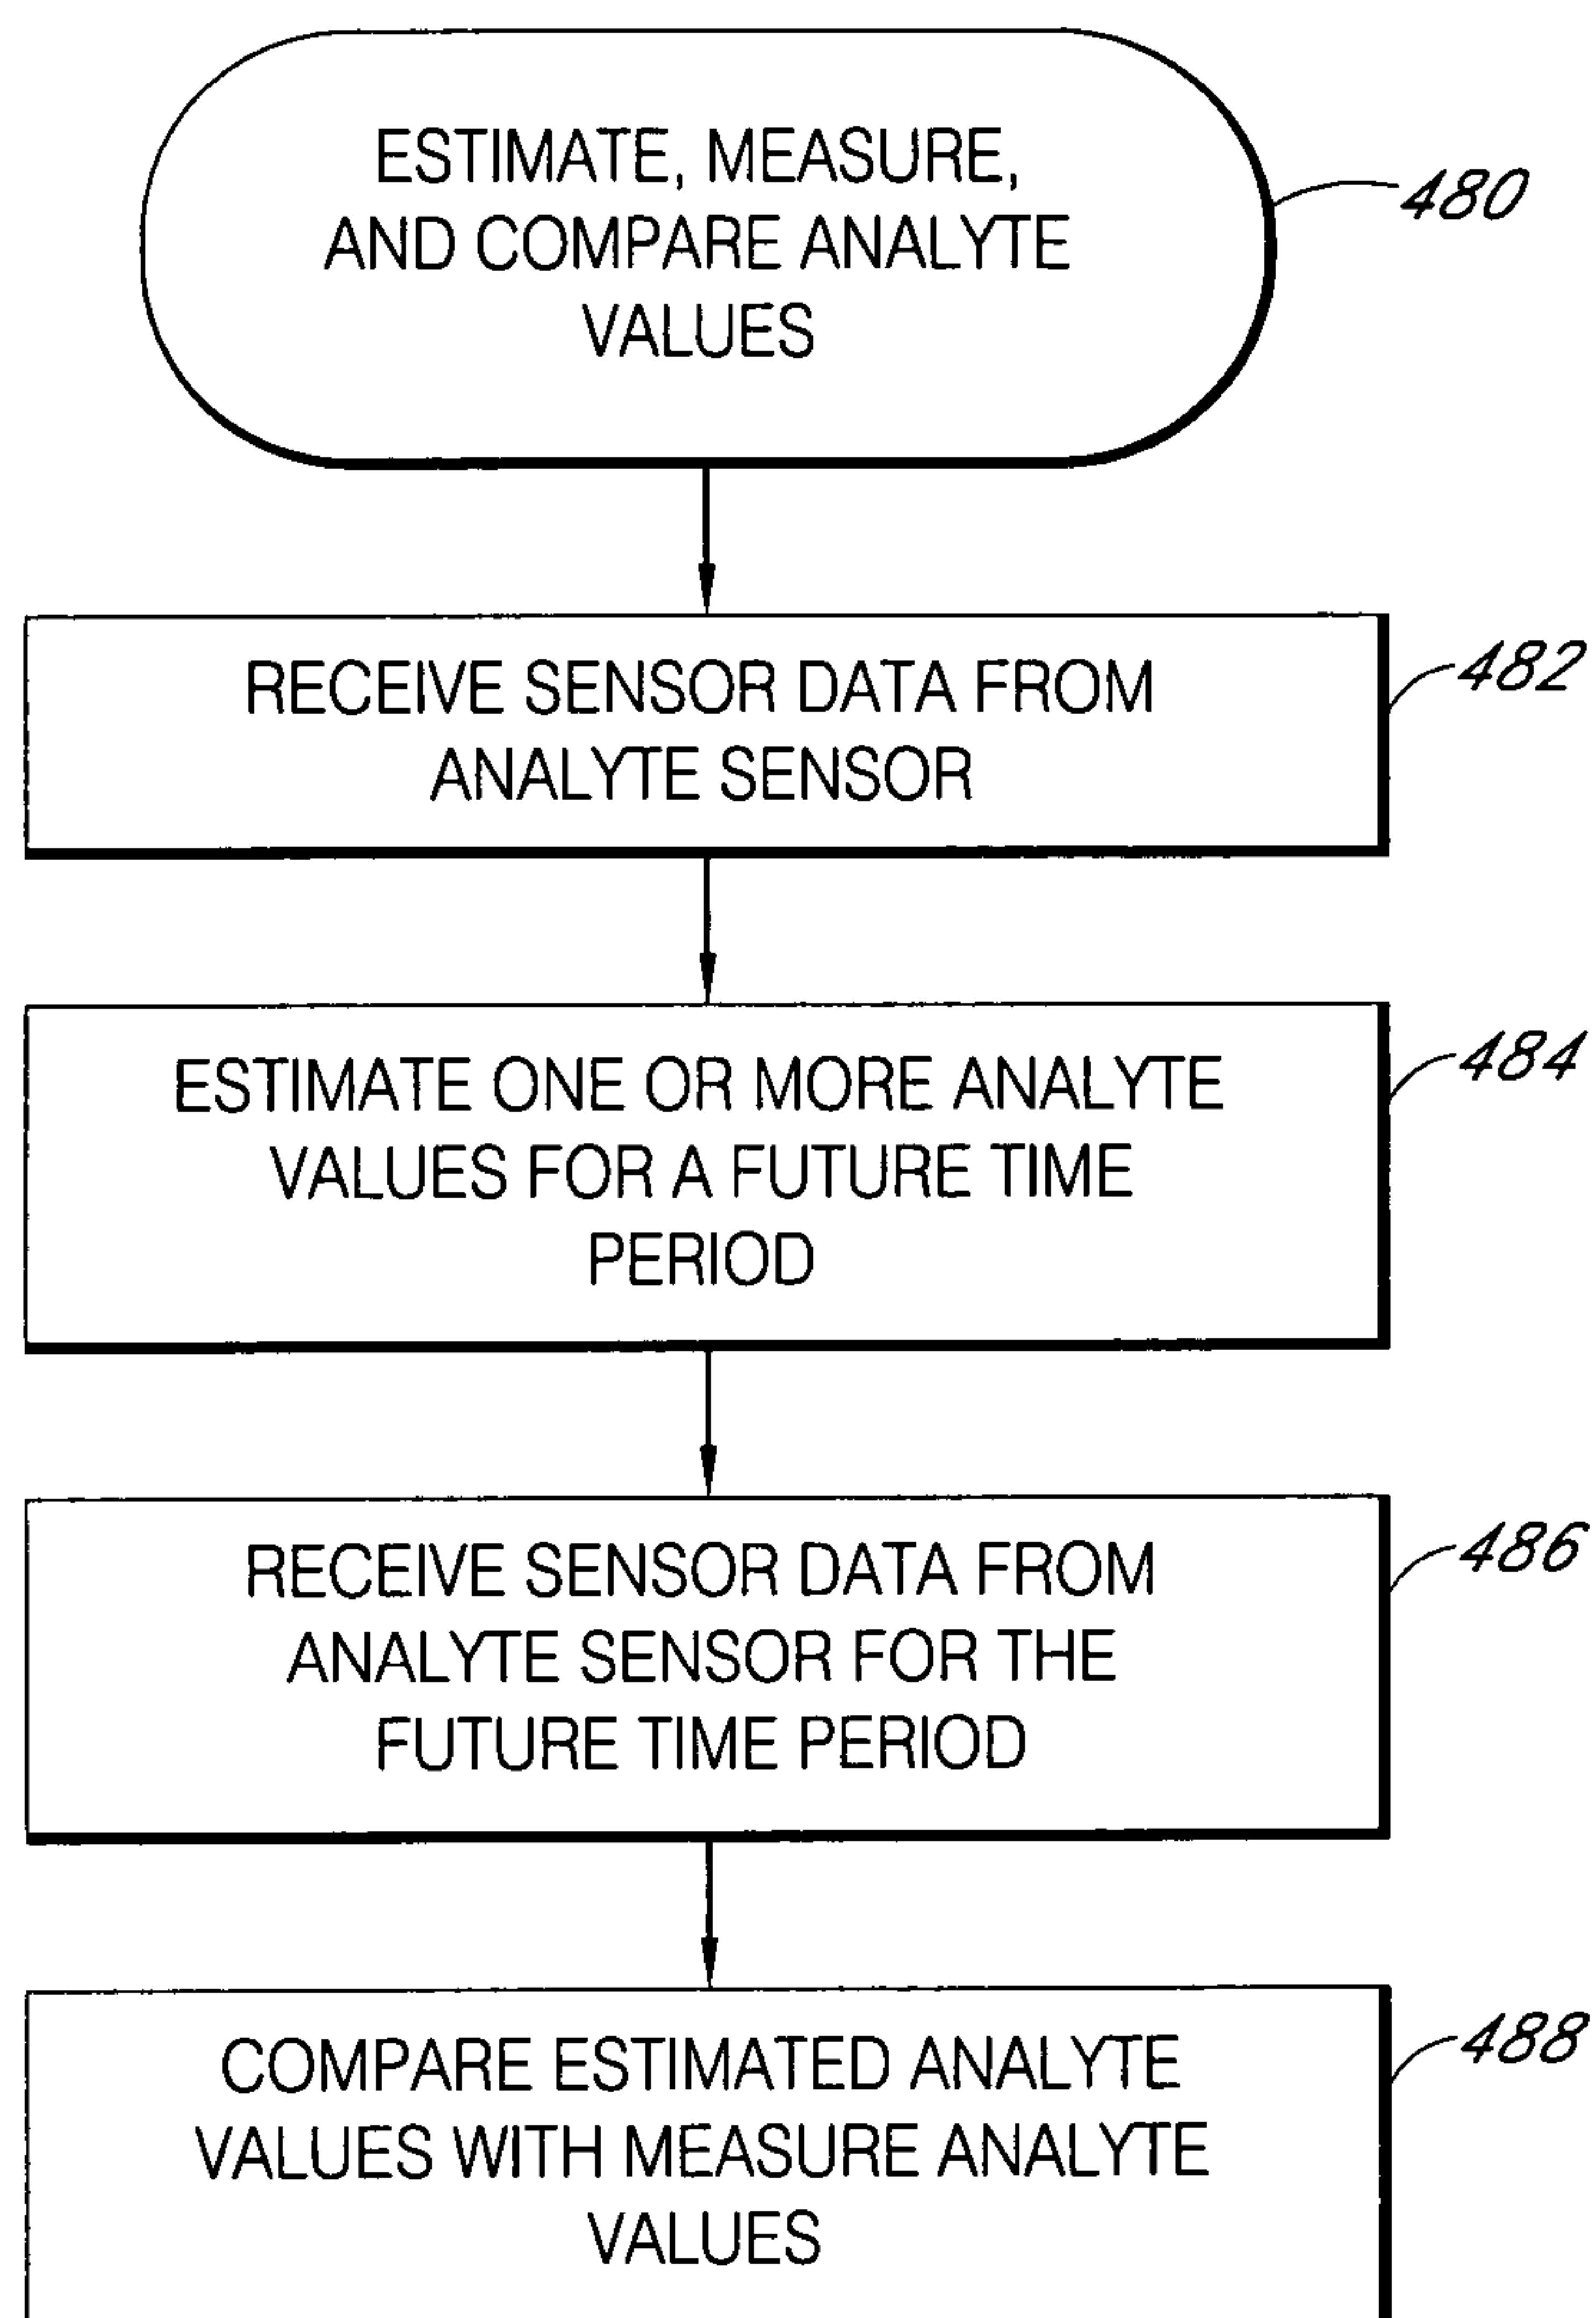 ESTIMATE, MEASURE,
AND COMPARE ANALYTE
VALUES
480
RECEIVE SENSOR DATA FROM
ANALYTE SENSOR
482
ESTIMATE ONE OR MORE ANALYTE
VALUES FOR A FUTURE TIME
PERIOD
484
RECEIVE SENSOR DATA FROM
ANALYTE SENSOR FOR THE
FUTURE TIME PERIOD
486
COMPARE ESTIMATED ANALYTE
VALUES WITH MEASURE ANALYTE
VALUES
488